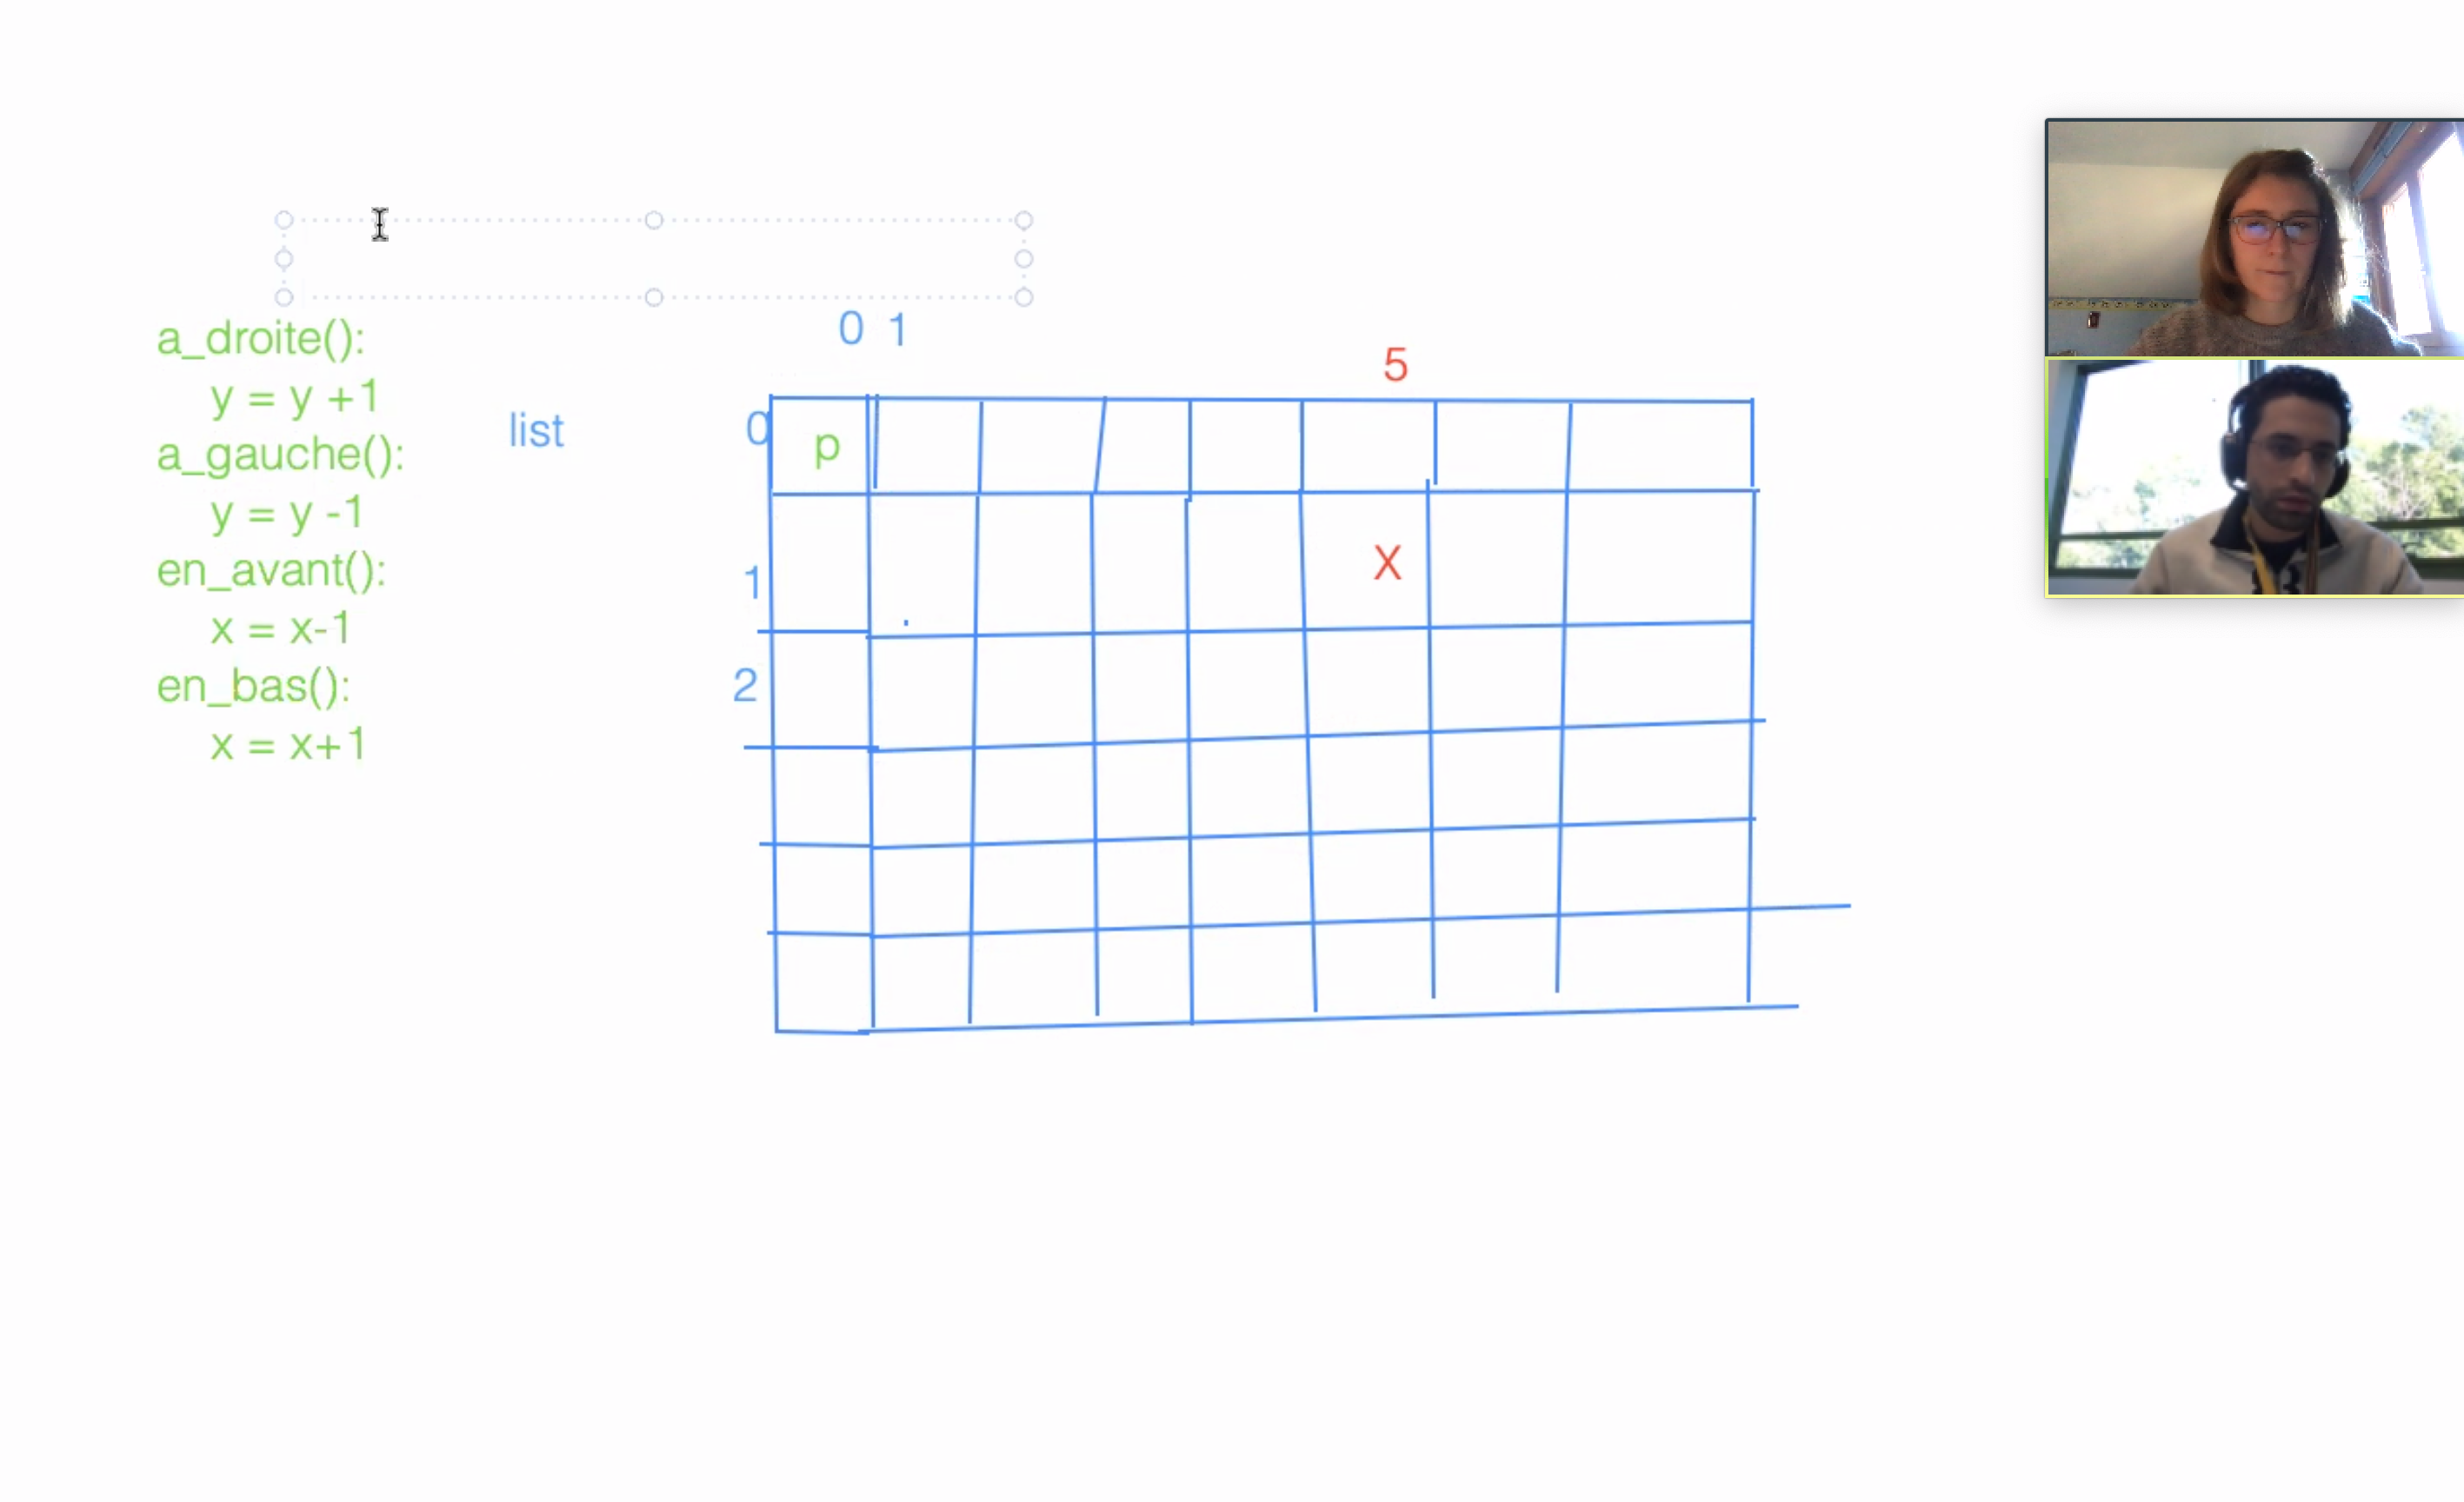 a_droite():
y = y +1
a_gauche():
y = y -1
en_avant():
x = x-1
en_bas():
x = x+1
list
0 1
5
0
p
1
X
2